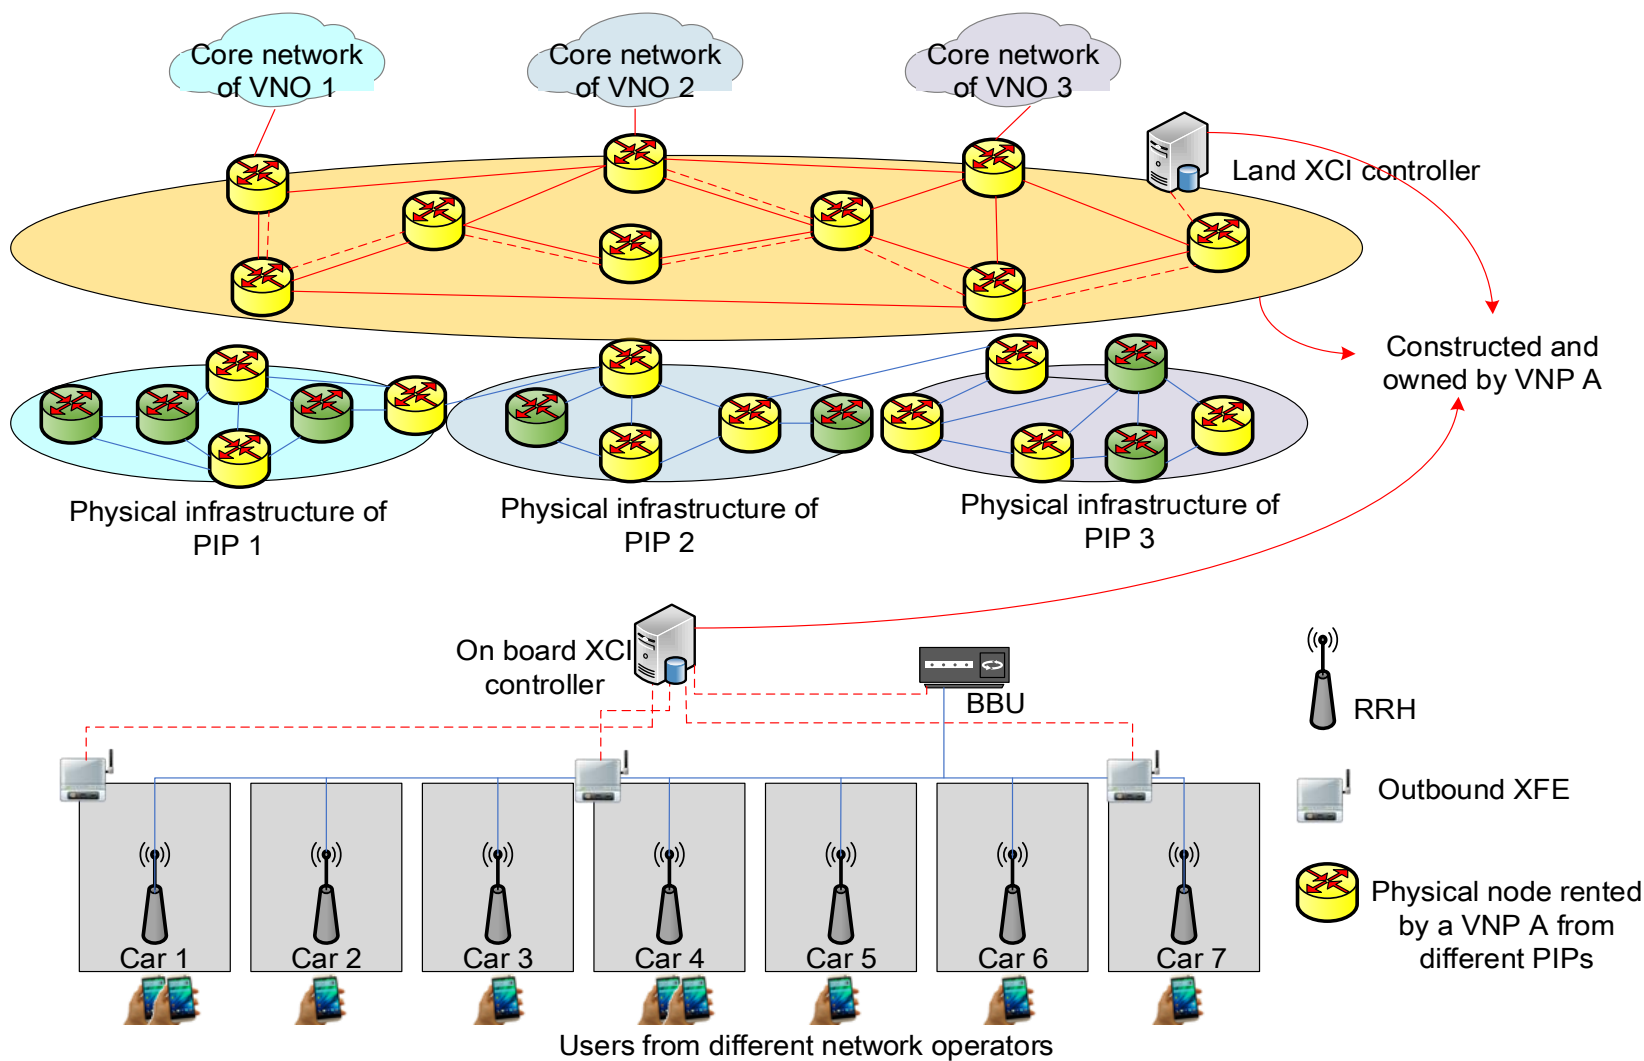 Core network
of VNO 1
Core network
of VNO 2
Core network
of VNO 3
Land XCI controller
Constructed and
owned by VNP A
Physical infrastructure of
PIP 1
Physical infrastructure of
PIP 2
Physical infrastructure of
PIP 3
On board XCI
controller
BBU
RRH
Outbound XFE
Physical node rented
by a VNP A from
different PIPs
Car 1
Car 2
Car 3
Car 4
Car 5
Car 6
Car 7
Users from different network operators